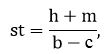 st = (h + m)/(b − c),